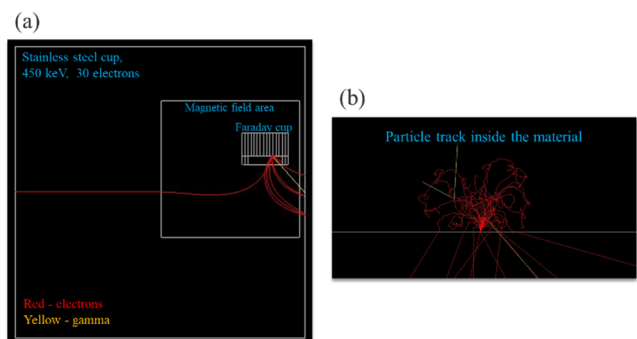 (a)
Stainless steel cup,
450 keV, 30 electrons
Magnetic field area
Faraday cup
Red - electrons
Yellow - gamma
(b)
Particle track inside the material